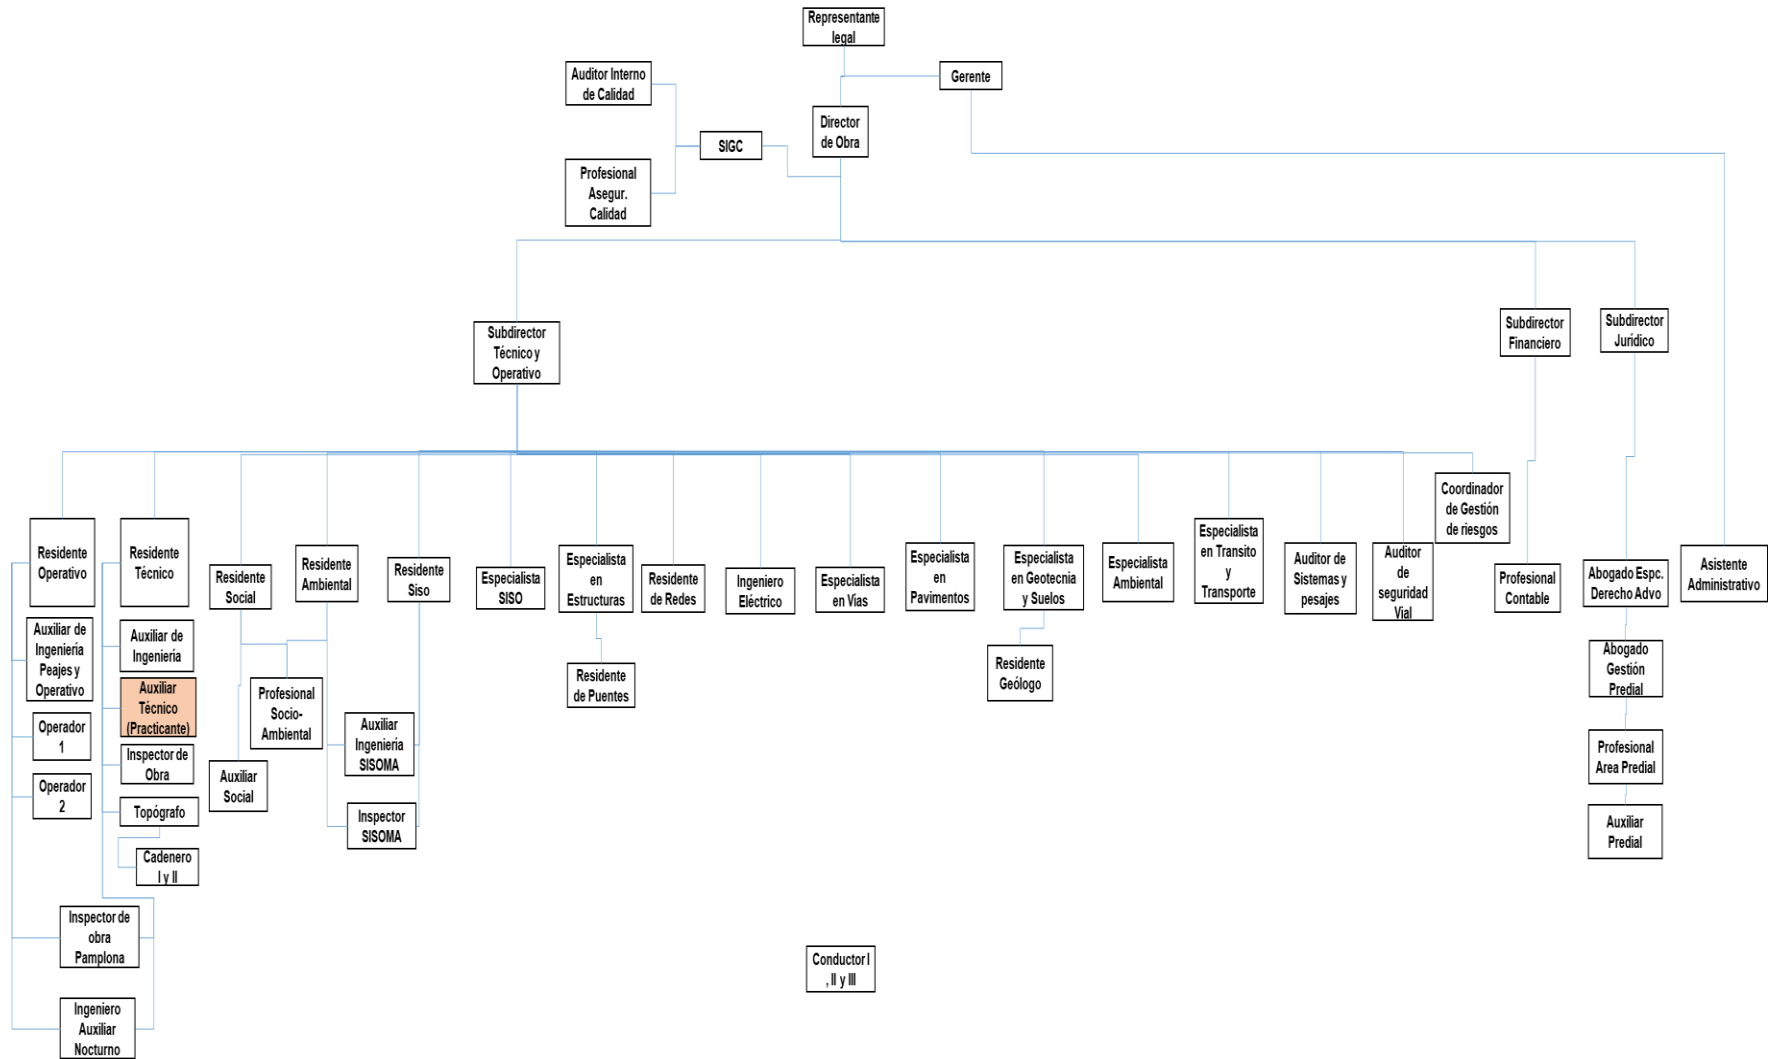 Representante
legal
Gerente
Auditor Interno
de Calidad
Director
de Obra
SIGC
Profesional
Asegur.
Calidad
Subdirector
Técnico y
Operativo
Subdirector
Financiero
Subdirector
Jurídico
Coordinador
de Gestión
de riesgos
Residente
Operativo
Residente
Técnico
Residente
Social
Residente
Ambiental
Residente
Siso
Especialista
SISO
Especialista
en
Estructuras
Residente
de Redes
Ingeniero
Eléctrico
Especialista
en Vias
Especialista
en
Pavimentos
Especialista
en Geotecnia
y Suelos
Especialista
Ambiental
Especialista
en Transito
y
Transporte
Auditor de
Sistemas y
pesajes
Auditor
de
seguridad
Vial
Profesional
Contable
Abogado Espc.
Derecho Advo
Asistente
Administrativo
Auxiliar de
Ingeniería
Peajes y
Operativo
Auxiliar de
Ingeniería
Auxiliar
Técnico
(Practicante)
Profesional
Socio-
Ambiental
Residente
de Puentes
Residente
Geólogo
Abogado
Gestión
Predial
Operador
1
Inspector de
Obra
Auxiliar
Social
Auxiliar
Ingeniería
SISOMA
Profesional
Area Predial
Operador
2
Topógrafo
Inspector
SISOMA
Auxiliar
Predial
Cadenero
I y II
Inspector de
obra
Pamplona
Conductor I
, II y III
Ingeniero
Auxiliar
Nocturno